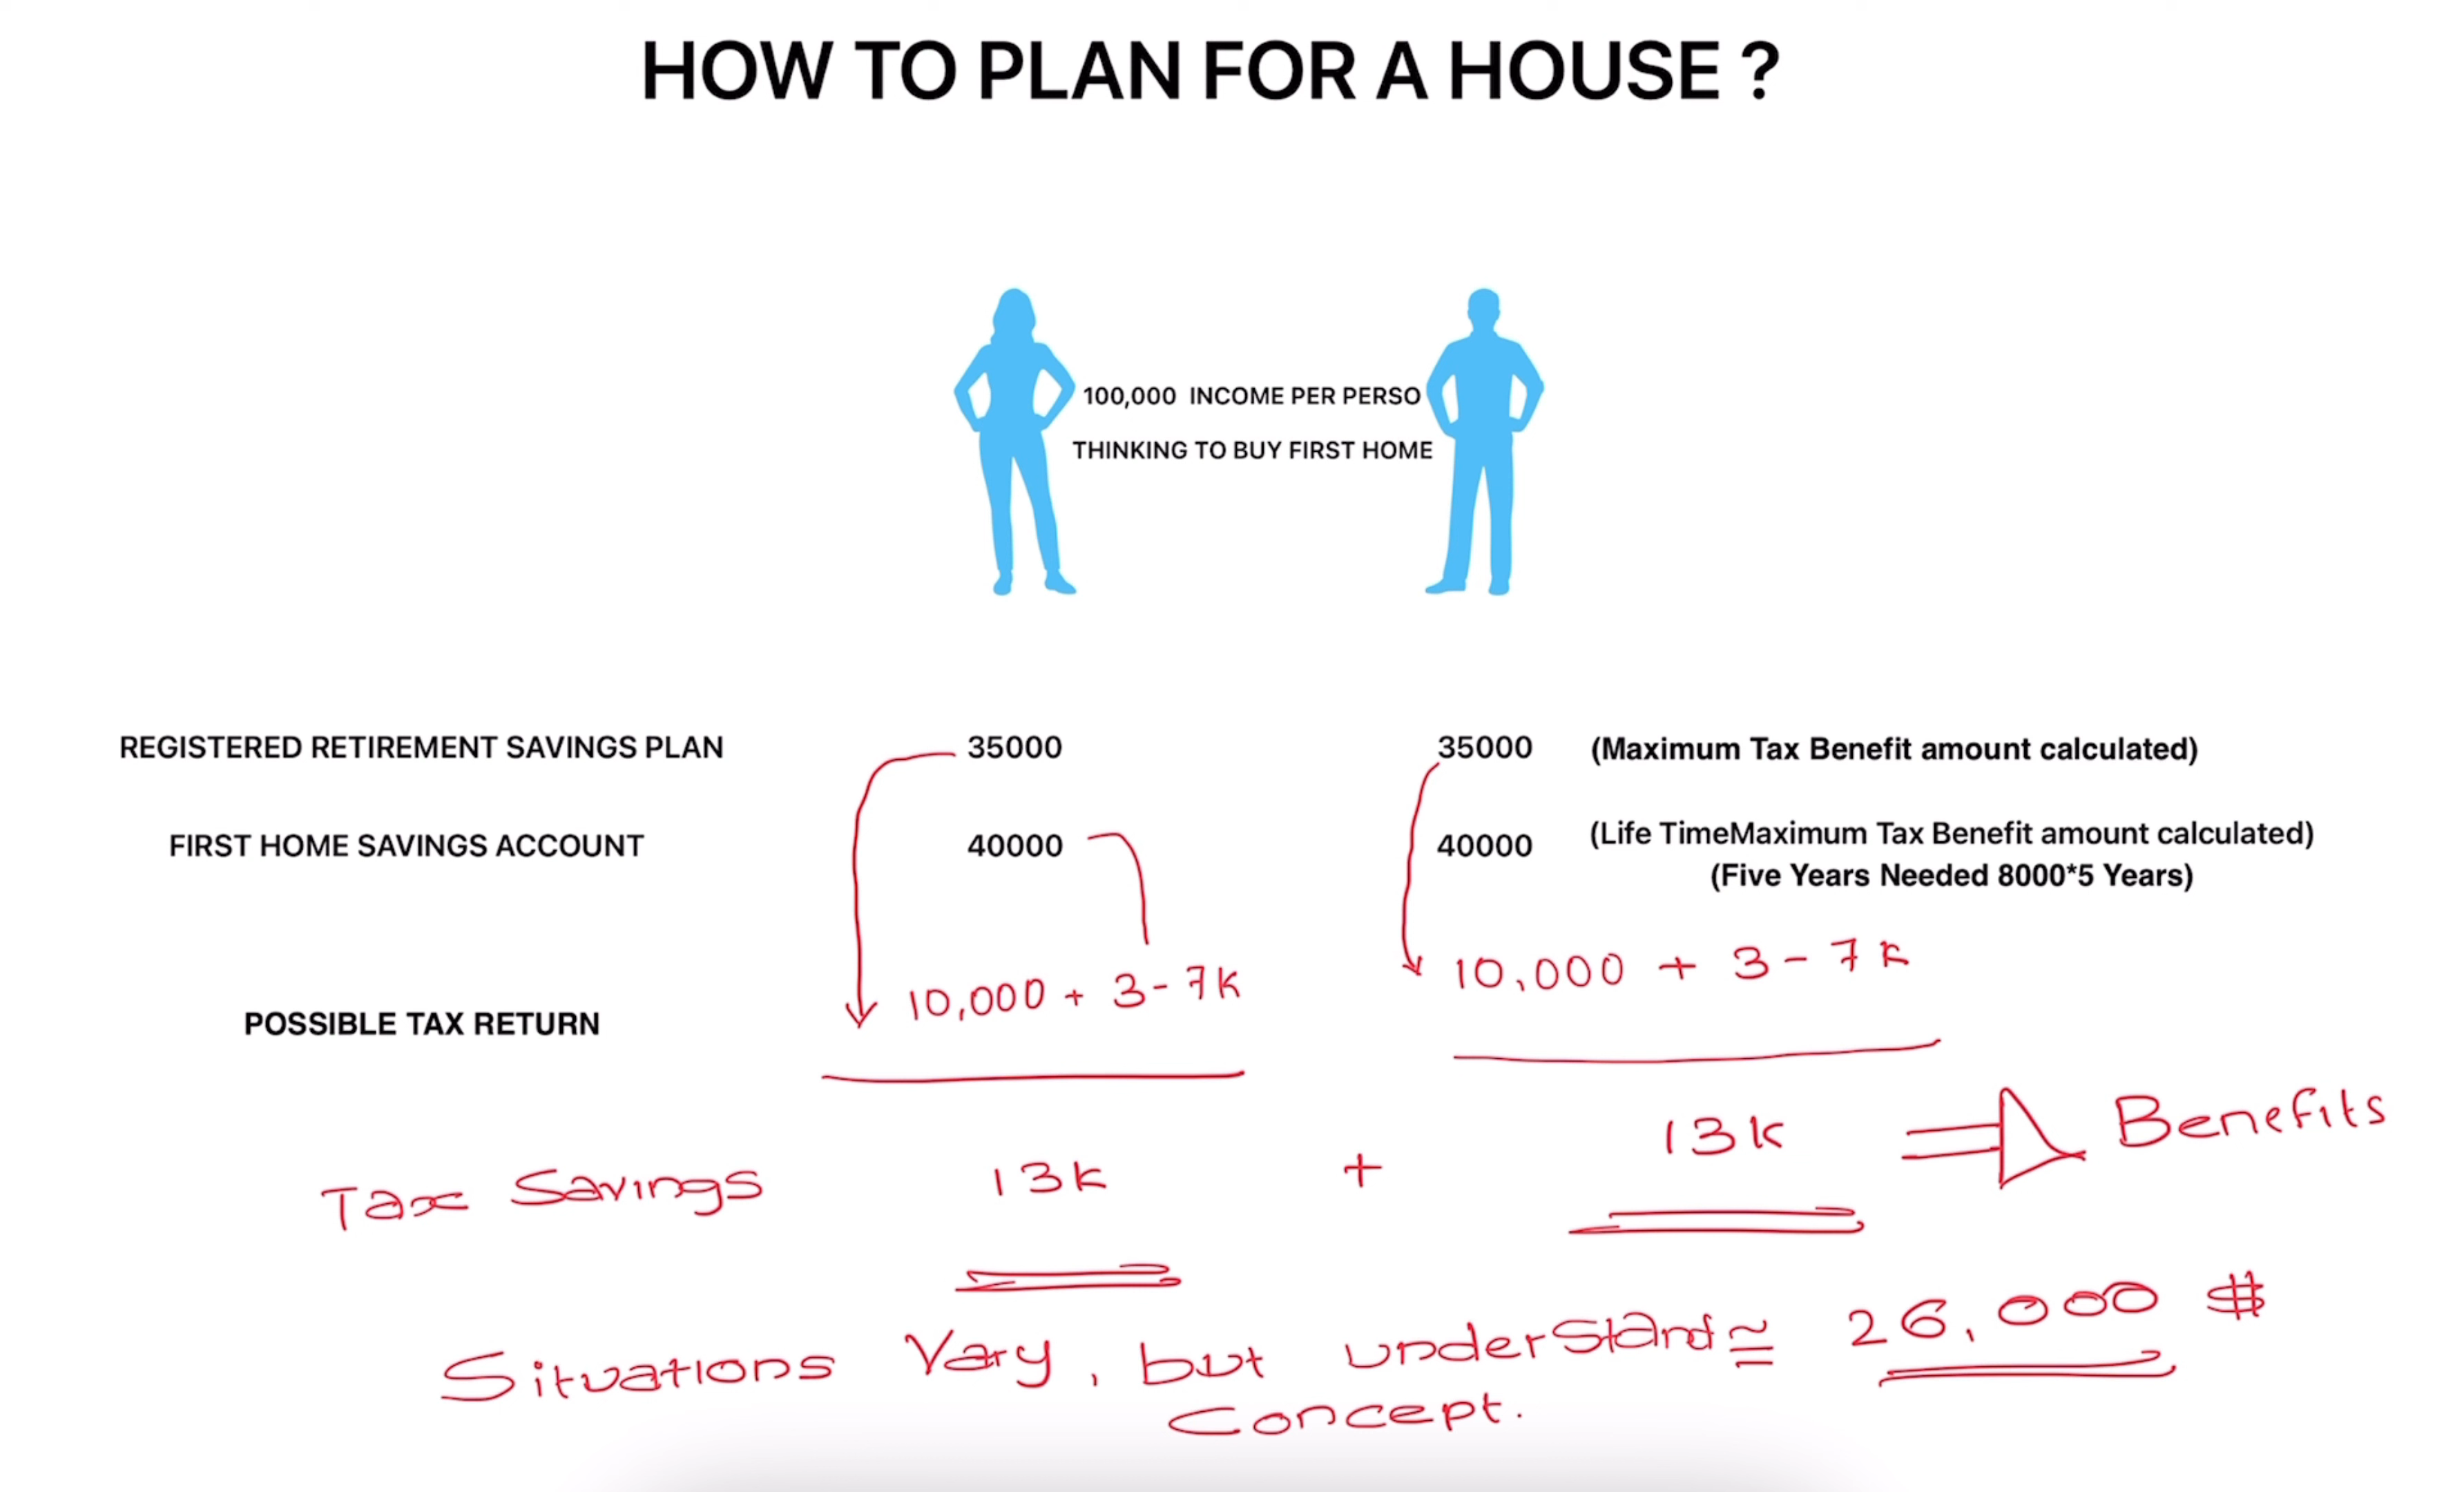 HOW TO PLAN FOR A HOUSE ?
100,000 INCOME PER PERSO
THINKING TO BUY FIRST HOME
REGISTERED RETIREMENT SAVINGS PLAN 35000 35000 (Maximum Tax Benefit amount calculated)
FIRST HOME SAVINGS ACCOUNT 40000 40000 (Life TimeMaximum Tax Benefit amount calculated)
(Five Years Needed 8000*5 Years)
POSSIBLE TAX RETURN 10,000 + 3-7K 10,000 + 3-7K
Tax Savings 13K + 13K Benefits
Situations Vary, but understand ≅ 26,000 $
Concept.